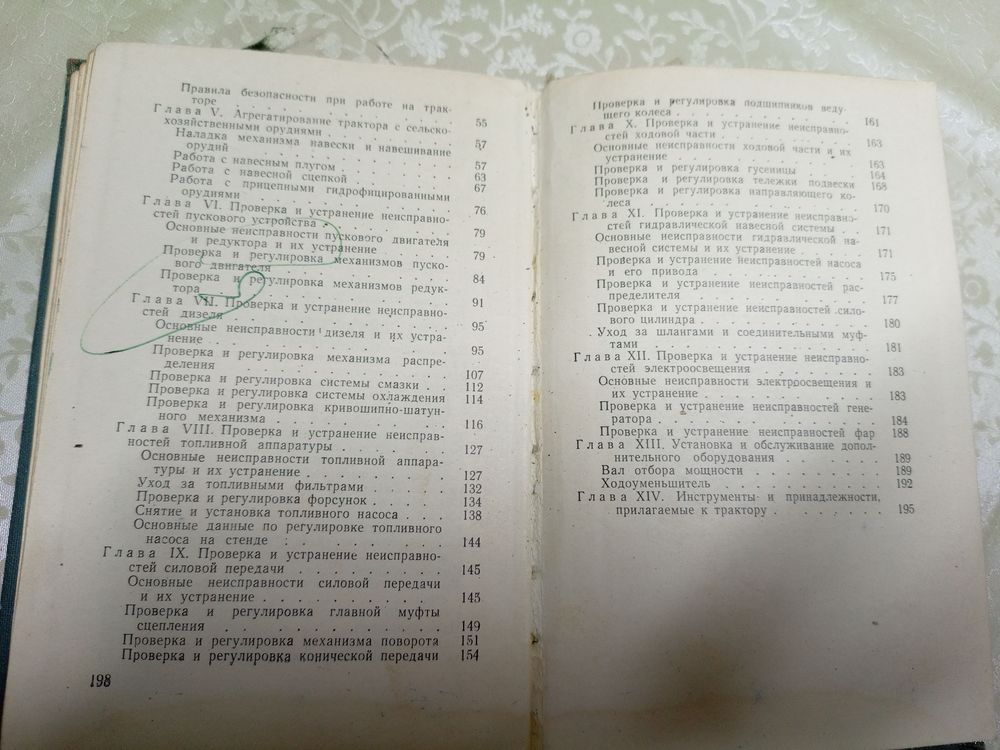 Правила безопасности при работе на трак-
торе . . . . . . . . . . . . 55
Глава V. Агрегатирование трактора с сельско-
хозяйственными орудиями . . . . . . . 57
Наладка механизма навески и навешивание
орудий . . . . . . . . . . . . 57
Работа с навесным плугом . . . . . . 63
Работа с навесной сцепкой . . . . . . 67
Работа с прицепными гидрофицированными
орудиями . . . . . . . . . . . 76
Глава VI. Проверка и устранение неисправно-
стей пускового устройства . . . . . . . 79
Основные неисправности пускового двигателя
и редуктора и их устранение . . . . . 79
Проверка и регулировка механизмов пуско-
вого двигателя . . . . . . . . . 84
Проверка и регулировка механизмов редук-
тора . . . . . . . . . . . . 91
Глава VII. Проверка и устранение неисправно-
стей дизеля . . . . . . . . . . . 95
Основные неисправности дизеля и их устра-
нение . . . . . . . . . . . . 95
Проверка и регулировка механизма распре-
деления . . . . . . . . . . . 107
Проверка и регулировка системы смазки . . 112
Проверка и регулировка системы охлаждения 114
Проверка и регулировка кривошипно-шатун-
ного механизма . . . . . . . . . 116
Глава VIII. Проверка и устранение неисправ-
ностей топливной аппаратуры . . . . . . 127
Основные неисправности топливной аппара-
туры и их устранение . . . . . . . 127
Уход за топливными фильтрами . . . . 132
Проверка и регулировка форсунок . . . . 134
Снятие и установка топливного насоса . . . 138
Основные данные по регулировке топливного
насоса на стенде . . . . . . . . . 144
Глава IX. Проверка и устранение неисправно-
стей силовой передачи . . . . . . . . 145
Основные неисправности силовой передачи
и их устранение . . . . . . . . . 145
Проверка и регулировка главной муфты
сцепления . . . . . . . . . . . 149
Проверка и регулировка механизма поворота 151
Проверка и регулировка конической передачи 154
198
Проверка и регулировка подшипников веду-
щего колеса . . . . . . . . . . 161
Глава X. Проверка и устранение неисправно-
стей ходовой части . . . . . . . . . 163
Основные неисправности ходовой части и их
устранение . . . . . . . . . . . 163
Проверка и регулировка гусеницы . . . . 164
Проверка и регулировка тележки подвески 168
Проверка и регулировка направляющего ко-
леса . . . . . . . . . . . . . 170
Глава XI. Проверка и устранение неисправно-
стей гидравлической навесной системы . . . . 171
Основные неисправности гидравлической на-
весной системы и их устранение . . . . 171
Проверка и устранение неисправностей насоса
и его привода . . . . . . . . . . 175
Проверка и устранение неисправностей рас-
пределителя . . . . . . . . . . 177
Проверка и устранение неисправностей сило-
вого цилиндра . . . . . . . . . . 180
Уход за шлангами и соединительными муф-
тами . . . . . . . . . . . . . 181
Глава XII. Проверка и устранение неисправно-
стей электроосвещения . . . . . . . . 183
Основные неисправности электроосвещения и
их устранение . . . . . . . . . . 183
Проверка и устранение неисправностей гене-
ратора . . . . . . . . . . . . 184
Проверка и устранение неисправностей фар 188
Глава XIII. Установка и обслуживание допол-
нительного оборудования . . . . . . . 189
Вал отбора мощности . . . . . . . 189
Ходоуменьшитель . . . . . . . . . 192
Глава XIV. Инструменты и принадлежности,
прилагаемые к трактору . . . . . . . . 195